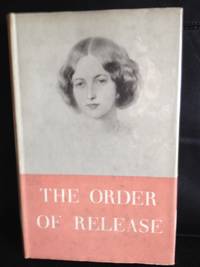 THE ORDER
OF RELEASE